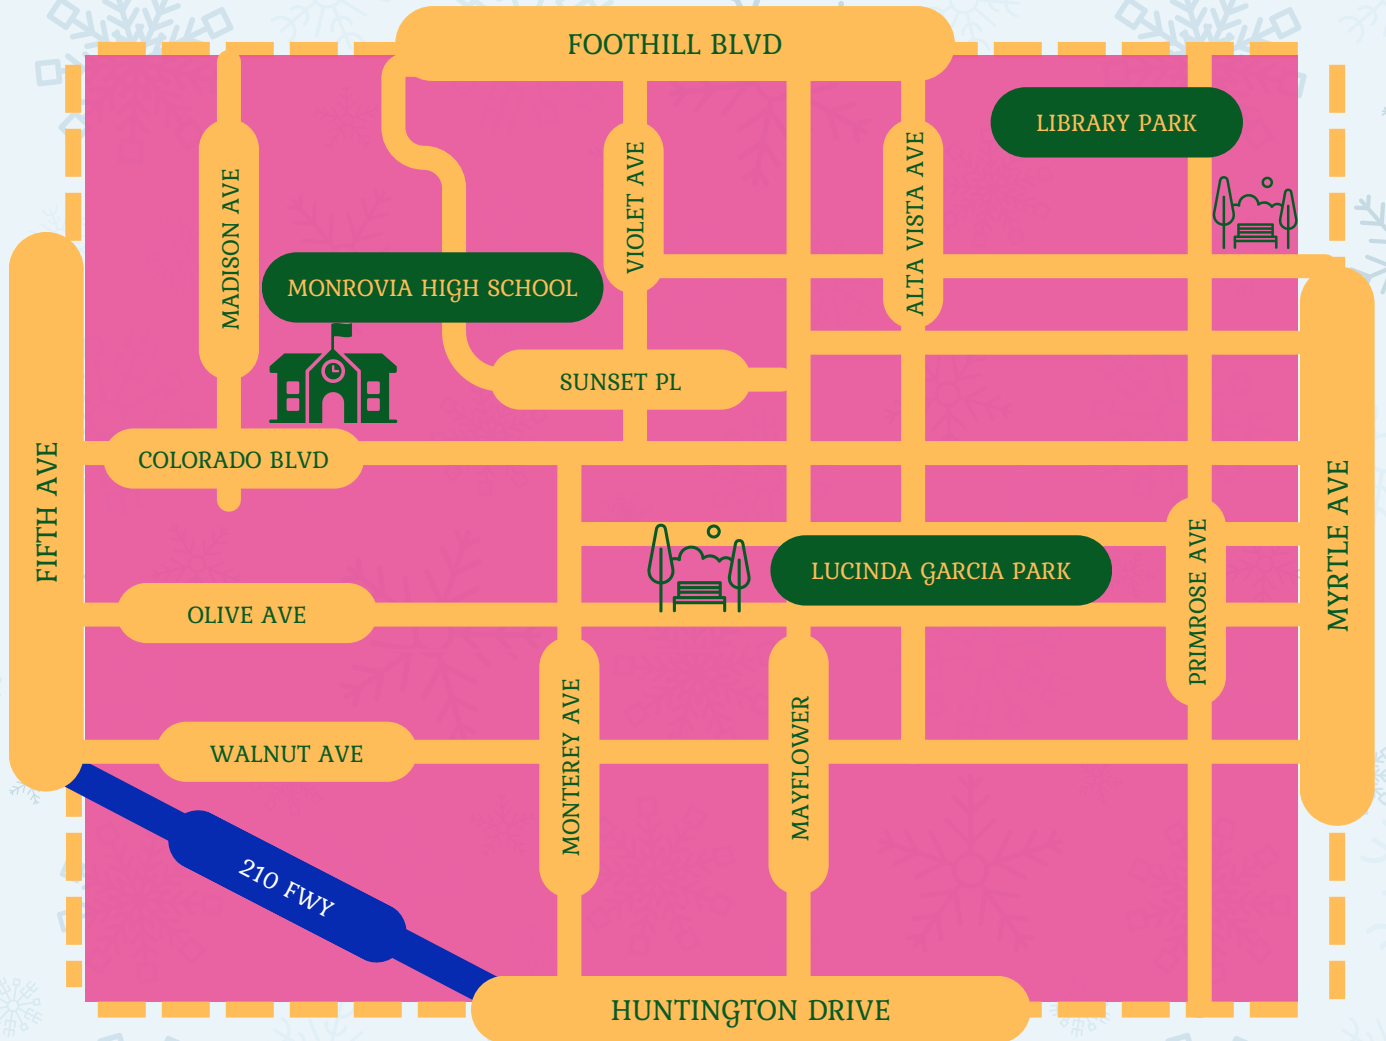 FOOTHILL BLVD
LIBRARY PARK
MADISON AVE
VIOLET AVE
ALTA VISTA AVE
MONROVIA HIGH SCHOOL
SUNSET PL
COLORADO BLVD
FIFTH AVE
MYRTLE AVE
LUCINDA GARCIA PARK
PRIMROSE AVE
OLIVE AVE
WALNUT AVE
MONTEREY AVE
MAYFLOWER
210 FWY
HUNTINGTON DRIVE